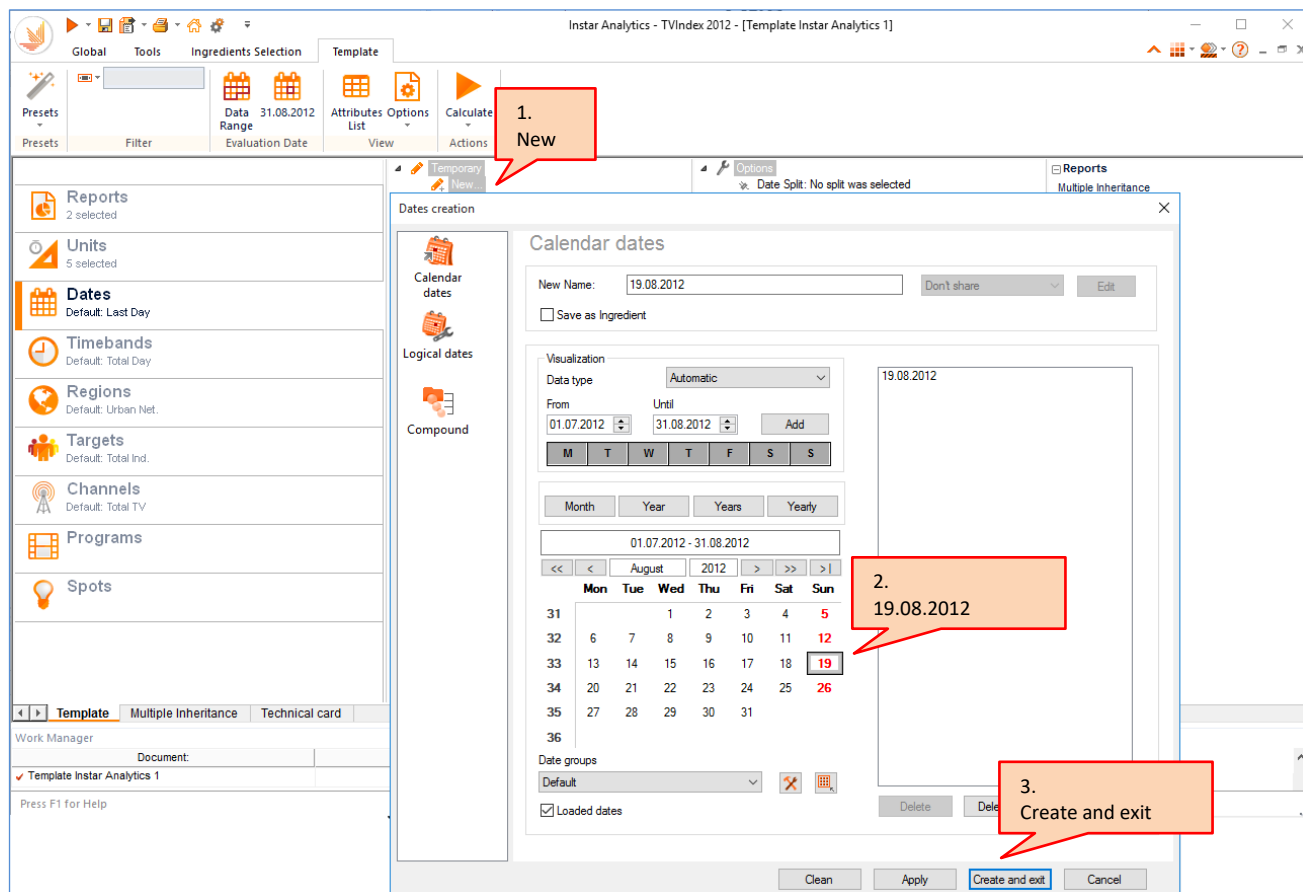 Instar Analytics - TVIndex 2012 - [Template Instar Analytics 1]
Global Tools Ingredients Selection Template
Presets
Data Range
31.08.2012
Attributes List
Options
Calculate
Presets Filter Evaluation Date View Actions
1.
New
Temporary
New...
Options
Date Split: No split was selected
Reports
Multiple Inheritance
Reports
2 selected
Units
5 selected
Dates
Default: Last Day
Timebands
Default: Total Day
Regions
Default: Urban Net.
Targets
Default: Total Ind.
Channels
Default: Total TV
Programs
Spots
Dates creation
Calendar dates
Logical dates
Compound
Calendar dates
New Name: 19.08.2012 Don't share Edit
Save as Ingredient
Visualization
Data type Automatic
From Until
01.07.2012 31.08.2012 Add
M T W T F S S
Month Year Years Yearly
01.07.2012 - 31.08.2012
<< < August 2012 > >> >|
Mon Tue Wed Thu Fri Sat Sun
31 1 2 3 4 5
32 6 7 8 9 10 11 12
33 13 14 15 16 17 18 19
34 20 21 22 23 24 25 26
35 27 28 29 30 31
36
Date groups
Default
Loaded dates
19.08.2012
2.
19.08.2012
Delete
3.
Create and exit
Clean Apply Create and exit Cancel
Template Multiple Inheritance Technical card
Work Manager
Document:
Template Instar Analytics 1
Press F1 for Help